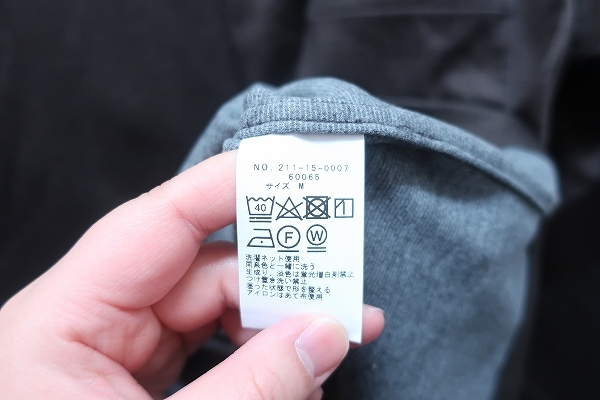 NO. 211-15-0007
60065
サイズ M
40
F W
洗濯ネット使用
同系色と一緒に洗う
生成り、淡色は蛍光増白剤禁止
つけ置き洗い禁止
湿った状態で形を整える
アイロンはあて布使用